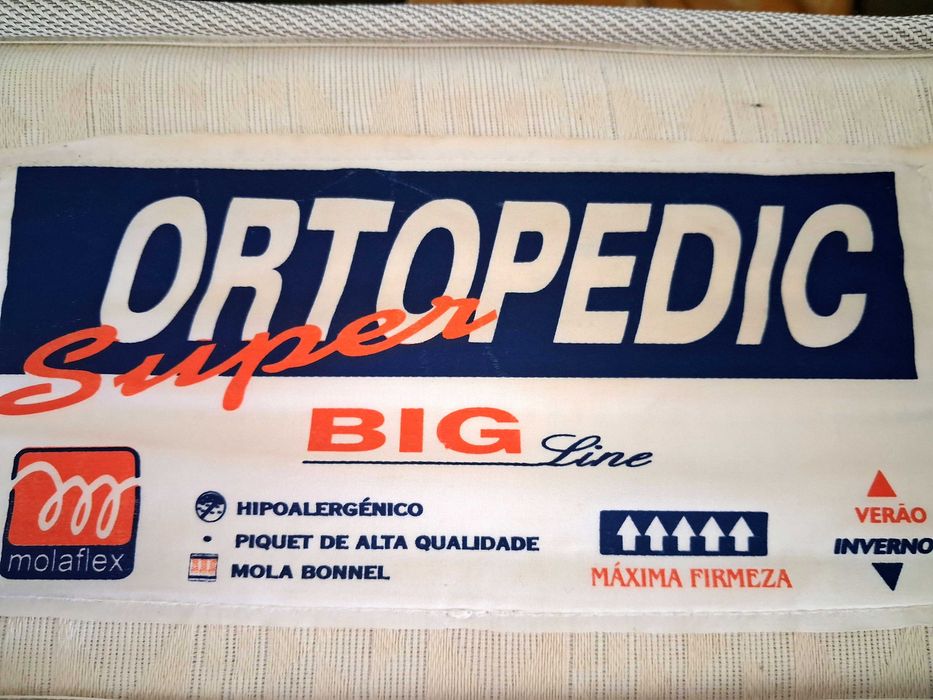 ORTOPEDIC
Super
BIG Line
molaflex
HIPOALERGÉNICO
• PIQUET DE ALTA QUALIDADE
MOLA BONNEL
MÁXIMA FIRMEZA
VERÃO
INVERNO